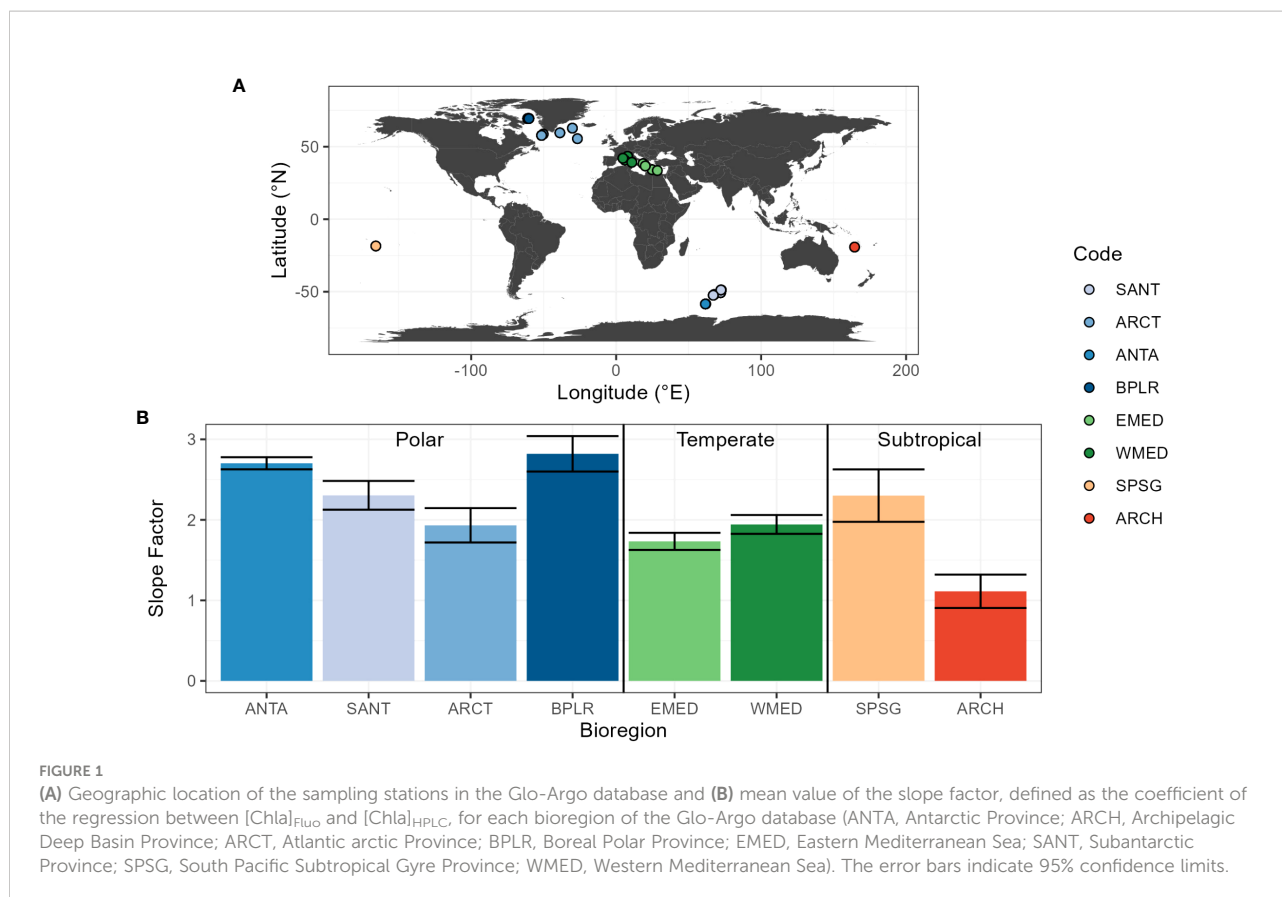 A
50
0
-50
Latitude (°N)
-100
0
100
200
Longitude (°E)
Code
SANT
ARCT
ANTA
BPLR
EMED
WMED
SPSG
ARCH
B
Polar
Temperate
Subtropical
3
2
1
0
Slope Factor
ANTA
SANT
ARCT
BPLR
EMED
WMED
SPSG
ARCH
Bioregion
FIGURE 1
(A) Geographic location of the sampling stations in the Glo-Argo database and (B) mean value of the slope factor, defined as the coefficient of
the regression between [Chla]Fluo and [Chla]HPLC, for each bioregion of the Glo-Argo database (ANTA, Antarctic Province; ARCH, Archipelagic
Deep Basin Province; ARCT, Atlantic arctic Province; BPLR, Boreal Polar Province; EMED, Eastern Mediterranean Sea; SANT, Subantarctic
Province; SPSG, South Pacific Subtropical Gyre Province; WMED, Western Mediterranean Sea). The error bars indicate 95% confidence limits.